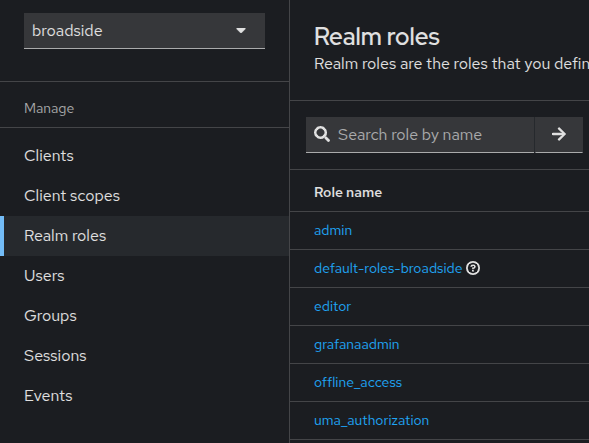 broadside
Manage
Clients
Client scopes
Realm roles
Users
Groups
Sessions
Events
Realm roles
Realm roles are the roles that you defin
Search role by name
Role name
admin
default-roles-broadside
editor
grafanaadmin
offline_access
uma_authorization